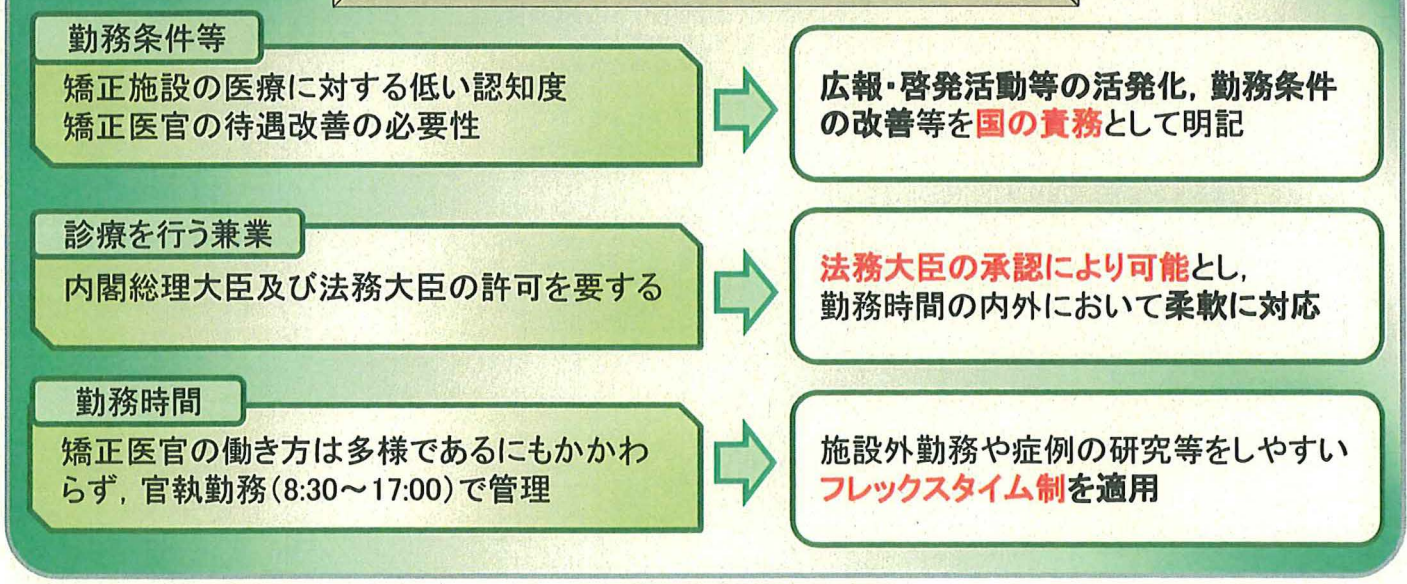 勤務条件等
矯正施設の医療に対する低い認知度
矯正医官の待遇改善の必要性
広報・啓発活動等の活発化，勤務条件
の改善等を国の責務として明記
診療を行う兼業
内閣総理大臣及び法務大臣の許可を要する
法務大臣の承認により可能とし，
勤務時間の内外において柔軟に対応
勤務時間
矯正医官の働き方は多様であるにもかかわ
らず，官執勤務(8:30～17:00)で管理
施設外勤務や症例の研究等をしやすい
フレックスタイム制を適用